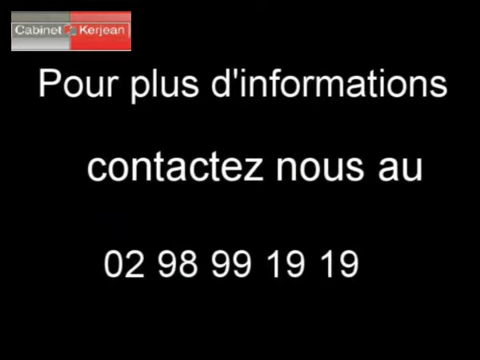 Cabinet Kerjean
Pour plus d'informations
contactez nous au
02 98 99 19 19